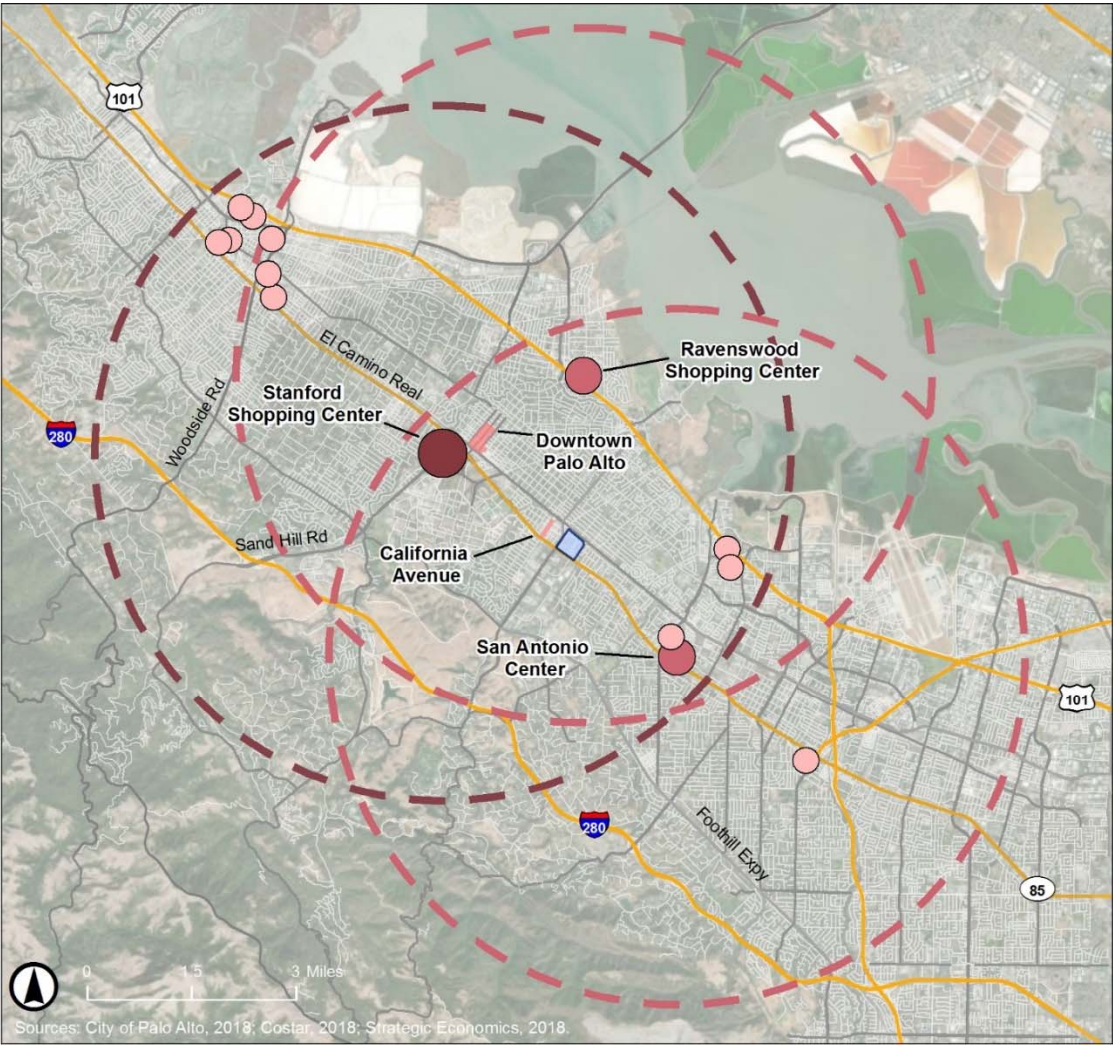 101
El Camino Real
Ravenswood
Shopping Center
Stanford
Shopping Center
Woodside Rd
280
Downtown
Palo Alto
Sand Hill Rd
California
Avenue
San Antonio
Center
101
280
Foothill Expy
85
0 1.5 3 Miles
Sources: City of Palo Alto, 2018; Costar, 2018; Strategic Economics, 2018.